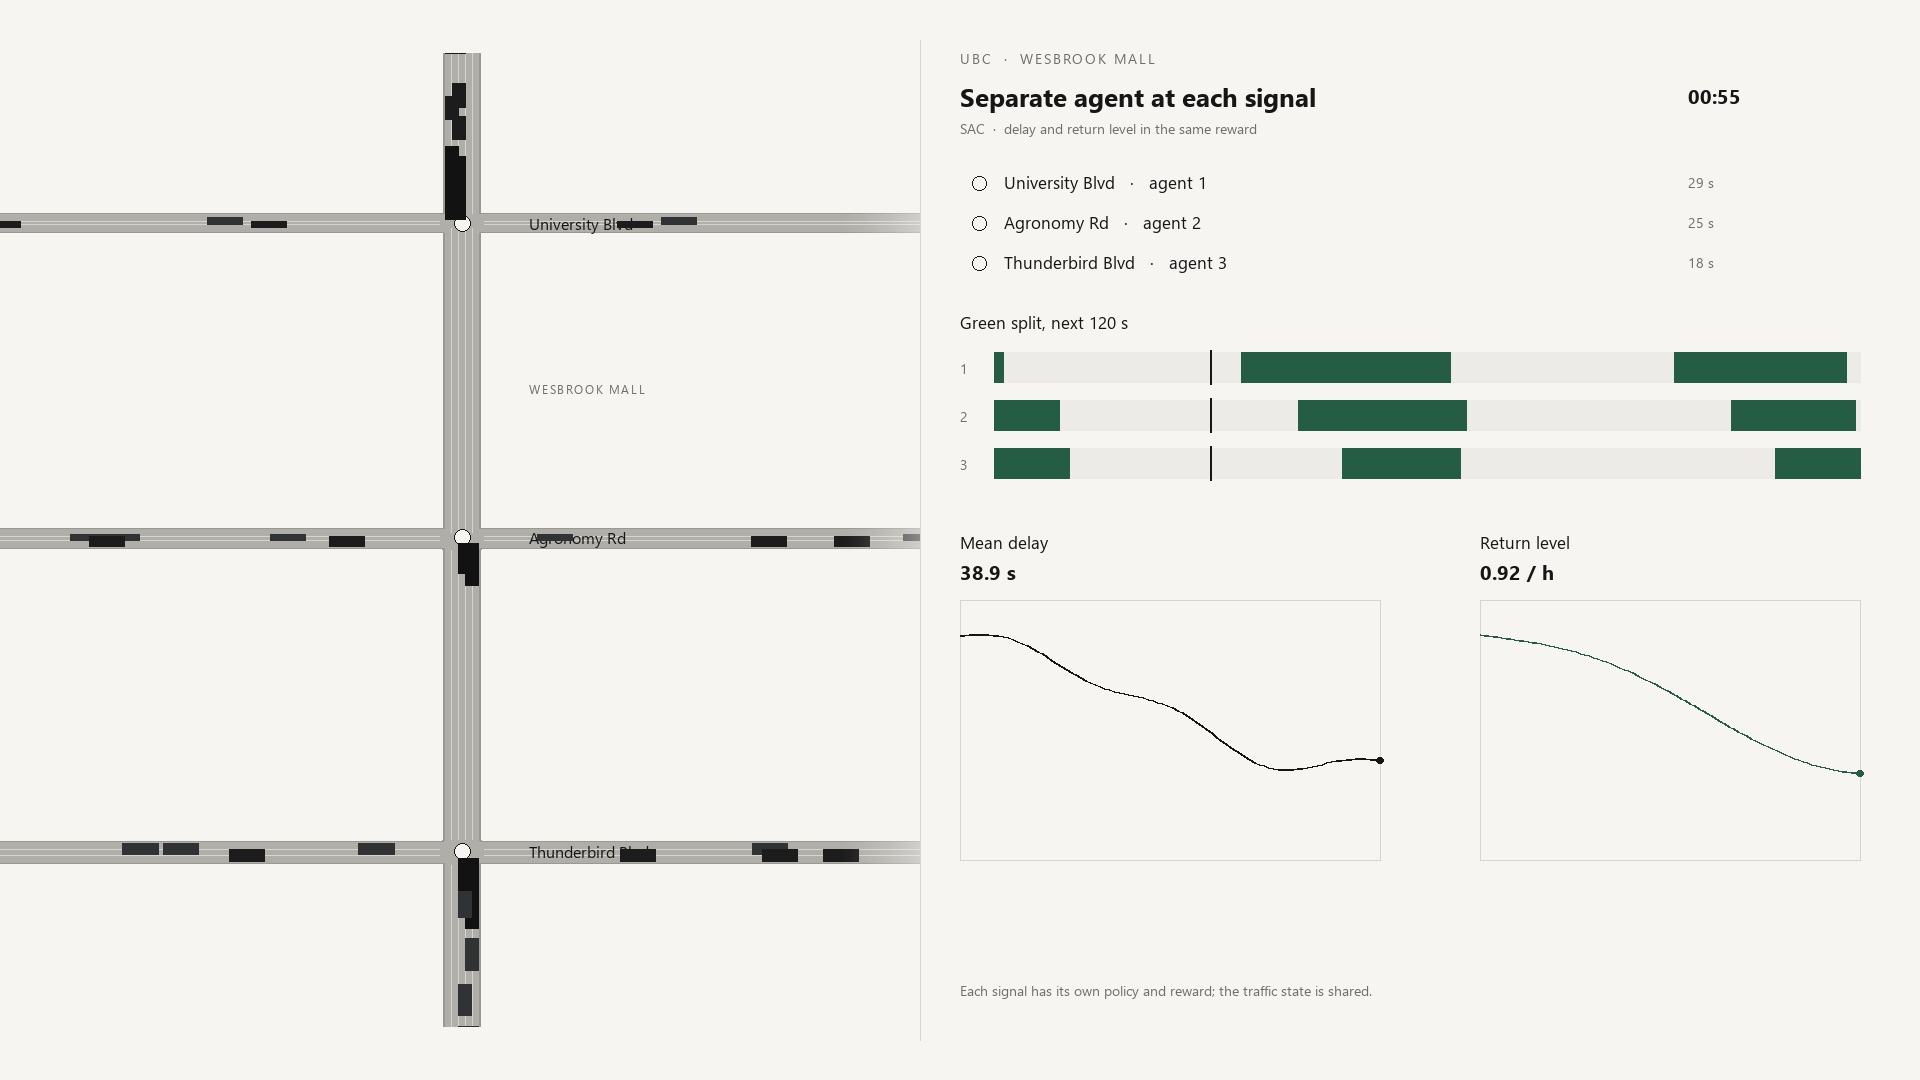 University Blvd
WESBROOK MALL
Agronomy Rd
Thunderbird Blvd
UBC · WESBROOK MALL
Separate agent at each signal
00:55
SAC · delay and return level in the same reward
University Blvd · agent 1
29 s
Agronomy Rd · agent 2
25 s
Thunderbird Blvd · agent 3
18 s
Green split, next 120 s
1
2
3
Mean delay
38.9 s
Return level
0.92 / h
Each signal has its own policy and reward; the traffic state is shared.